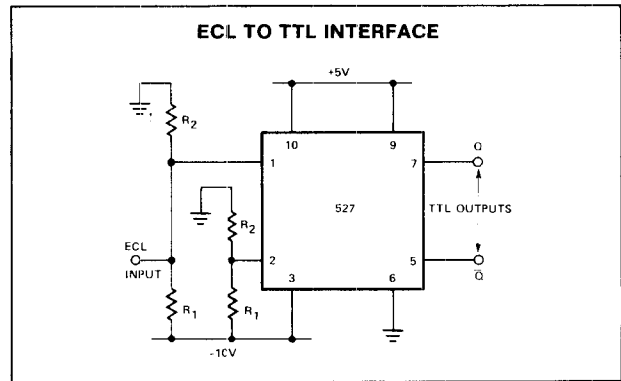 ECL TO TTL INTERFACE
+5V
R2
10
9
1
7
Q
R2
527
TTL OUTPUTS
ECL
INPUT
2
5
Q̅
R1
R1
3
6
-10V